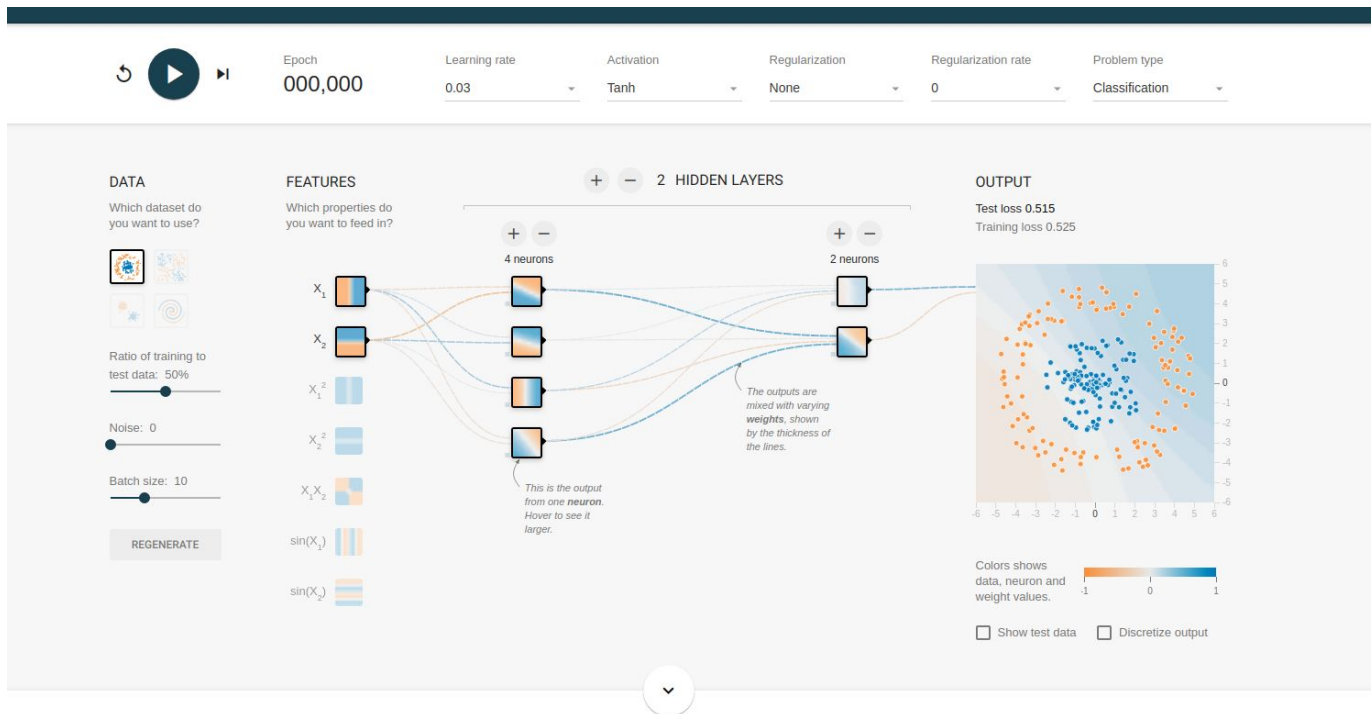 Epoch
000,000
Learning rate
0.03
Activation
Tanh
Regularization
None
Regularization rate
0
Problem type
Classification
DATA
Which dataset do
you want to use?
Ratio of training to
test data: 50%
Noise: 0
Batch size: 10
REGENERATE
FEATURES
Which properties do
you want to feed in?
X1
X2
X1²
X2²
X1X2
sin(X1)
sin(X2)
+ − 2 HIDDEN LAYERS
+ −
4 neurons
+ −
2 neurons
This is the output
from one neuron.
Hover to see it
larger.
The outputs are
mixed with varying
weights, shown
by the thickness of
the lines.
OUTPUT
Test loss 0.515
Training loss 0.525
6
5
4
3
2
1
0
-1
-2
-3
-4
-5
-6
-6 -5 -4 -3 -2 -1 0 1 2 3 4 5 6
Colors shows
data, neuron and
weight values.
-1 0 1
Show test data
Discretize output